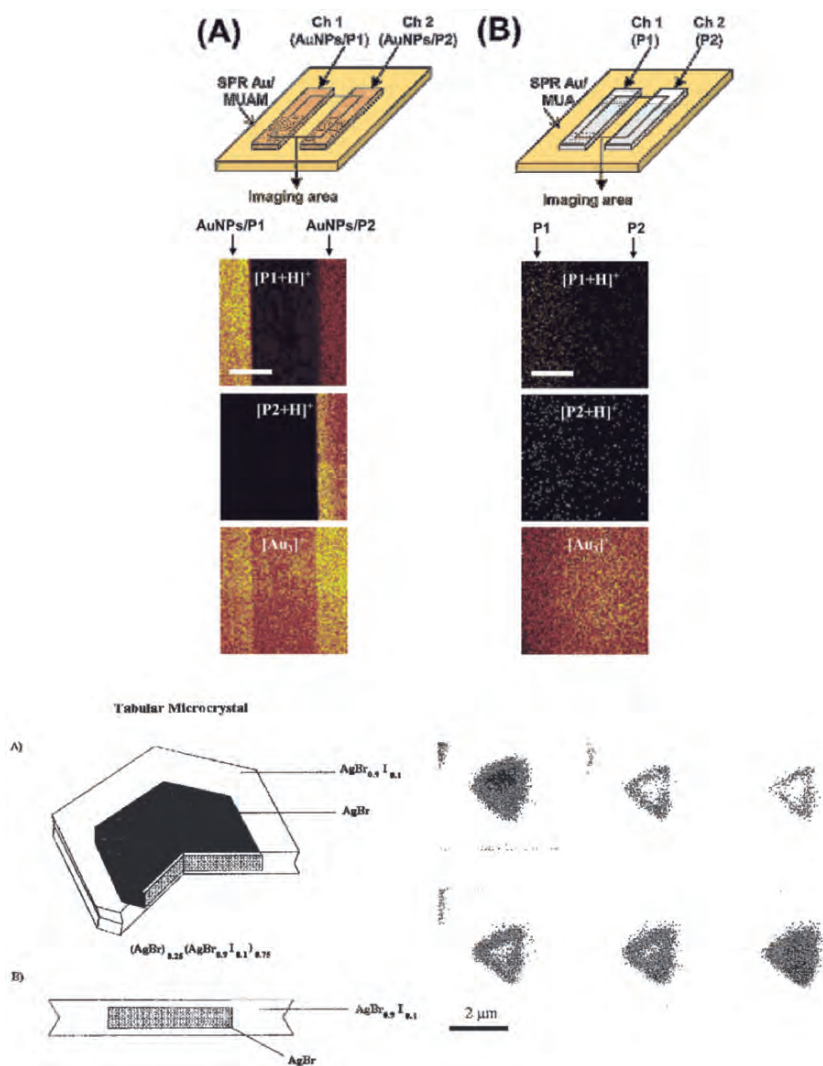 (A)
Ch 1
(AuNPs/P1)
Ch 2
(AuNPs/P2)
SPR Au/
MUAM
Imaging area
AuNPs/P1
AuNPs/P2
[P1+H]⁺
[P2+H]⁺
[Au₃]⁻
(B)
Ch 1
(P1)
Ch 2
(P2)
SPR Au/
MUA
Imaging area
P1
P2
[P1+H]⁺
[P2+H]⁺
[Au₃]⁻
Tabular Microcrystal
A)
AgBr₀.₉ I₀.₁
AgBr
(AgBr)₀.₂₅(AgBr₀.₉ I₀.₁)₀.₇₅
B)
AgBr₀.₉ I₀.₁
AgBr
2 μm